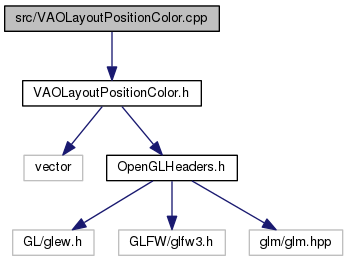 src/VAOLayoutPositionColor.cpp
VAOLayoutPositionColor.h
vector
OpenGLHeaders.h
GL/glew.h
GLFW/glfw3.h
glm/glm.hpp